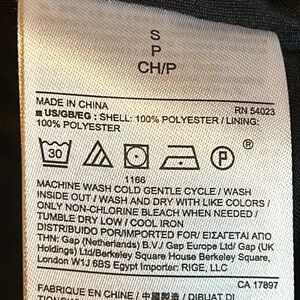 S
P
CH/P
MADE IN CHINA RN 54023
■ US/GB/EG : SHELL: 100% POLYESTER / LINING:
100% POLYESTER
30 P ®
1166
MACHINE WASH COLD GENTLE CYCLE / WASH
INSIDE OUT / WASH AND DRY WITH LIKE COLORS /
ONLY NON-CHLORINE BLEACH WHEN NEEDED /
TUMBLE DRY LOW / COOL IRON
DISTRIBUIDO POR/IMPORTED FOR/ ΕΙΣΑΓΕΤΑΙ ΑΠΟ
ΤΗΝ: Gap (Netherlands) B.V./ Gap Europe Ltd/ Gap (UK
Holdings) Ltd/Berkeley Square House Berkeley Square,
London W1J 6BS Egypt Importer: RIGE, LLC
CA 17897
FABRIQUE EN CHINE / 中國製造 / DIBUAT DI